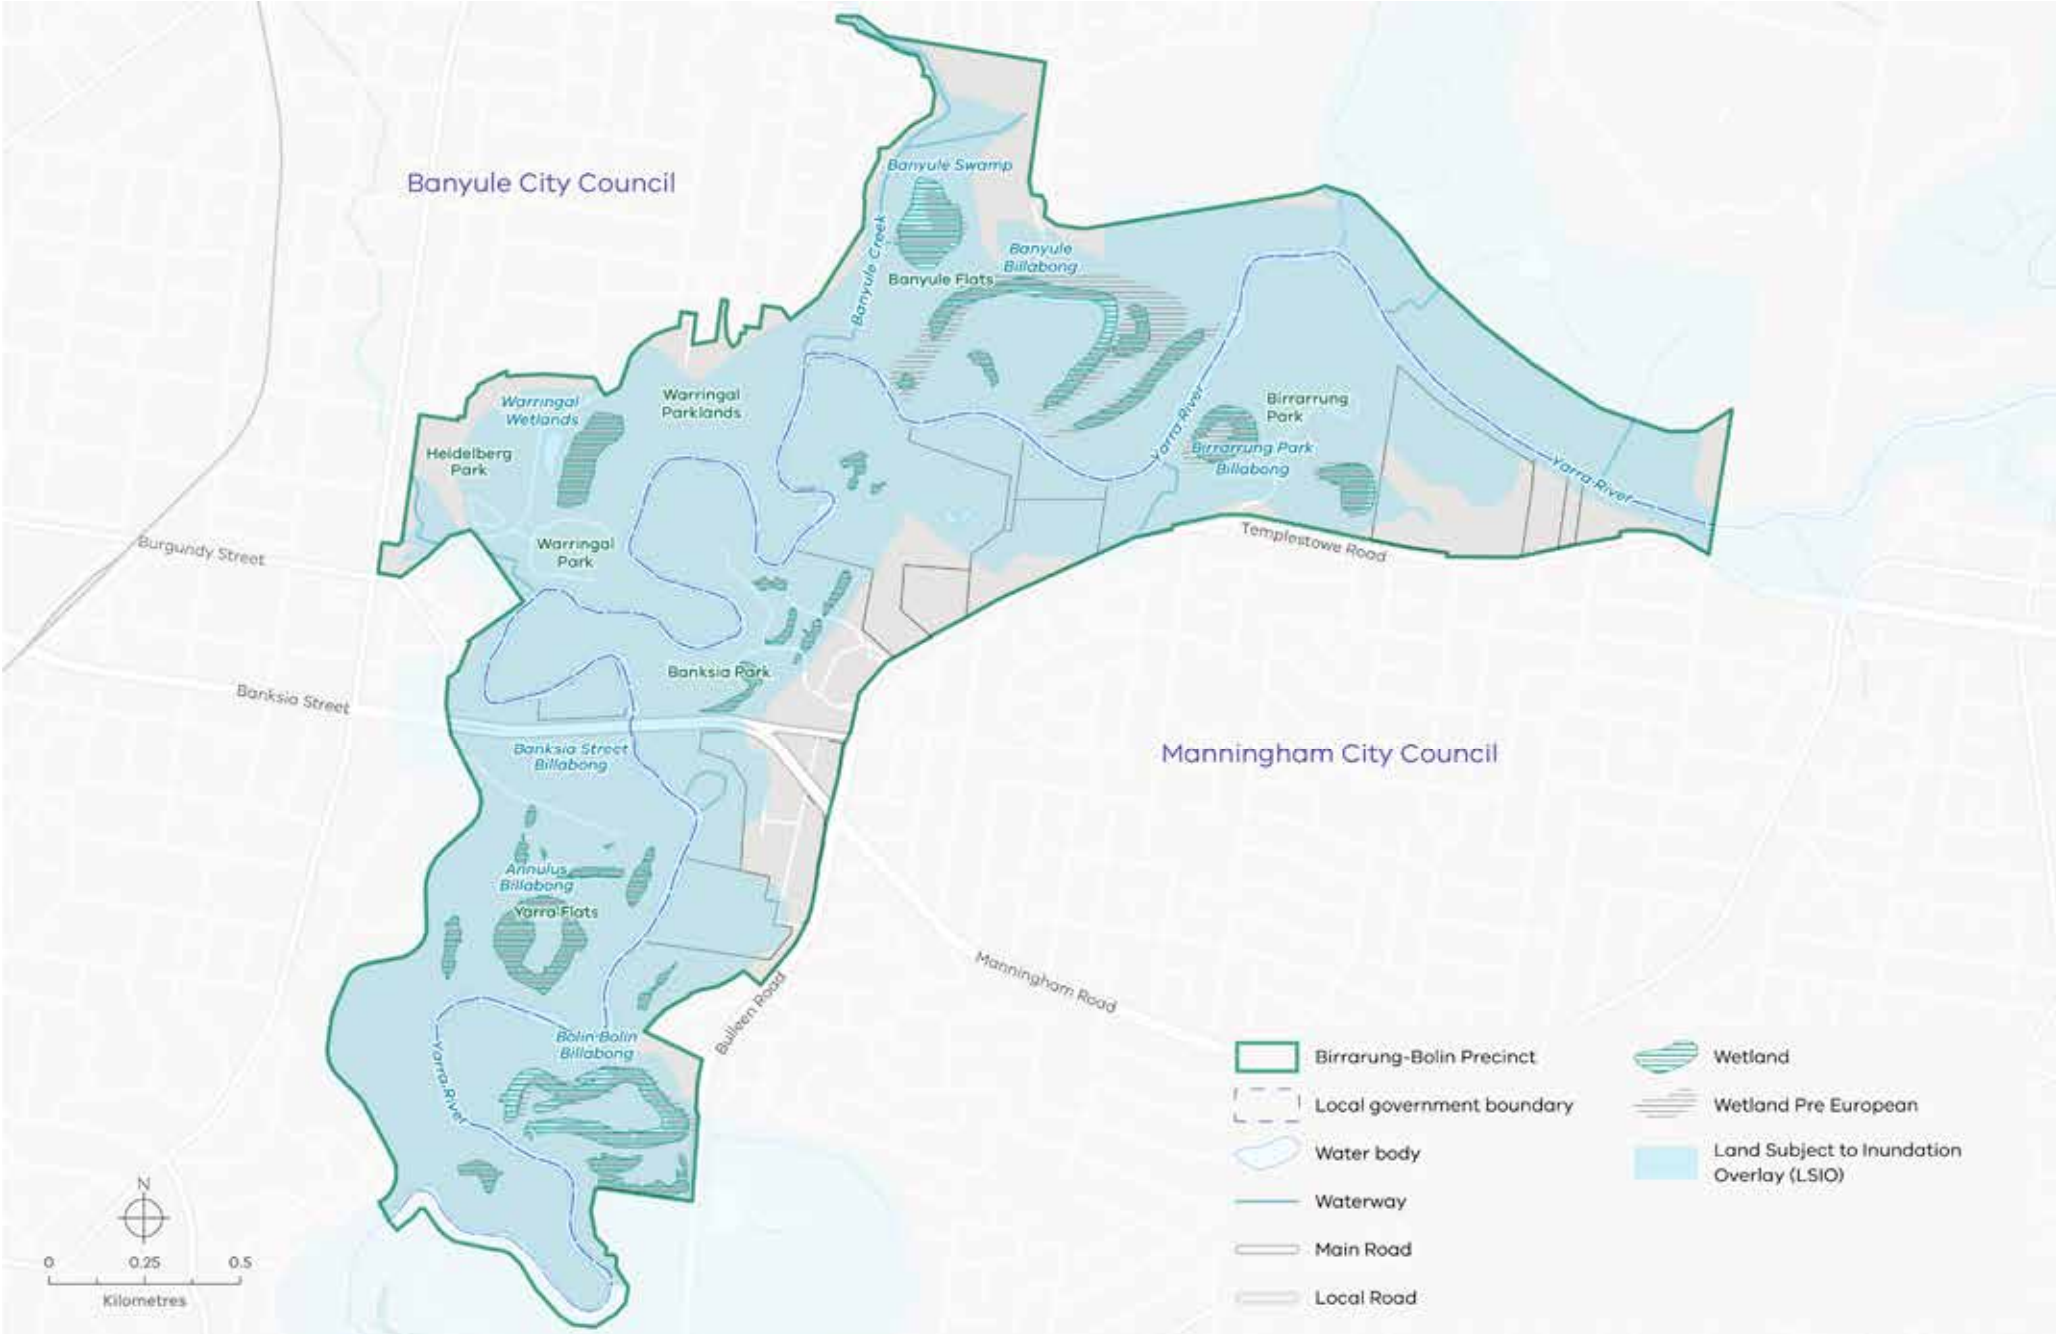 Banyule City Council
Banyule Swamp
Banyule Creek
Banyule
Billabong
Banyule Flats
Warringal
Wetlands
Warringal
Parklands
Yarra River
Birrarung
Park
Birrarung Park
Billabong
Heidelberg
Park
Yarra River
Templestowe Road
Burgundy Street
Warringal
Park
Banksia Park
Banksia Street
Banksia Street
Billabong
Manningham City Council
Annulus
Billabong
Yarra Flats
Manningham Road
Bulleen Road
Bolin-Bolin
Billabong
Yarra River
N
0 0.25 0.5
Kilometres
Birrarung-Bolin Precinct
Local government boundary
Water body
Waterway
Main Road
Local Road
Wetland
Wetland Pre European
Land Subject to Inundation
Overlay (LSIO)